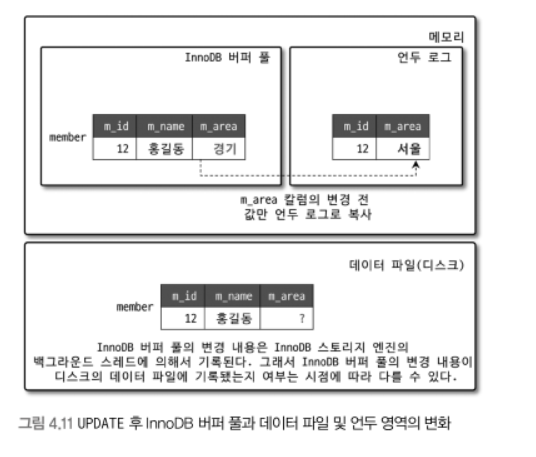 메모리
InnoDB 버퍼 풀
언두 로그
member
m_id m_name m_area
12 홍길동 경기
m_id m_area
12 서울
m_area 칼럼의 변경 전
값만 언두 로그로 복사
데이터 파일(디스크)
member
m_id m_name m_area
12 홍길동 ?
InnoDB 버퍼 풀의 변경 내용은 InnoDB 스토리지 엔진의
백그라운드 스레드에 의해서 기록된다. 그래서 InnoDB 버퍼 풀의 변경 내용이
디스크의 데이터 파일에 기록됐는지 여부는 시점에 따라 다를 수 있다.
그림 4.11 UPDATE 후 InnoDB 버퍼 풀과 데이터 파일 및 언두 영역의 변화